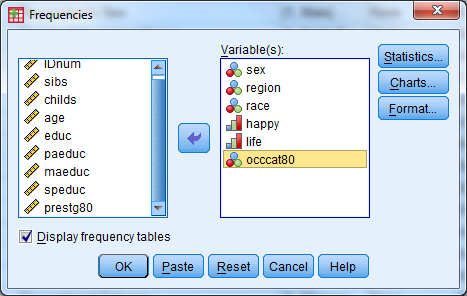 Frequencies
IDnum
sibs
childs
age
educ
paeduc
maeduc
speduc
prestg80
Variable(s):
sex
region
race
happy
life
occcat80
Statistics...
Charts...
Format...
Display frequency tables
OK Paste Reset Cancel Help